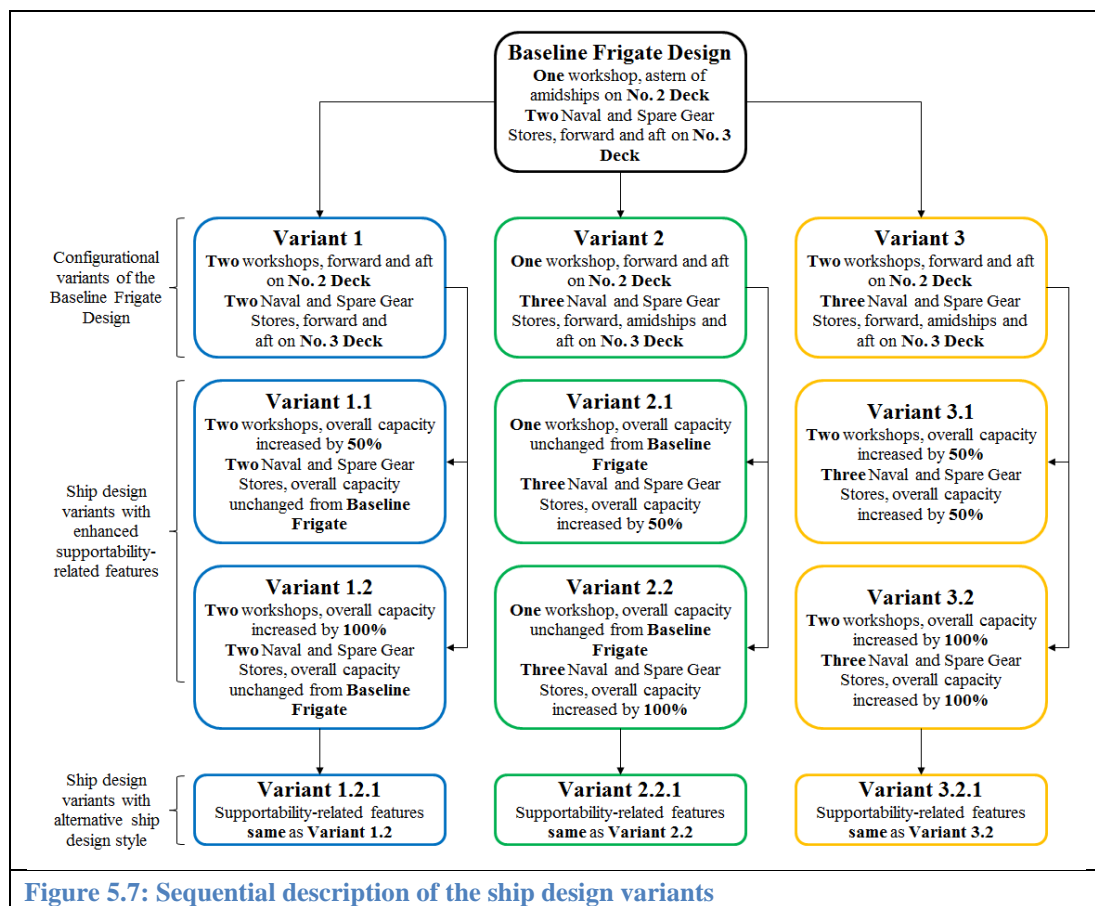 Baseline Frigate Design
One workshop, astern of
amidships on No. 2 Deck
Two Naval and Spare Gear
Stores, forward and aft on No. 3
Deck
Configurational
variants of the
Baseline Frigate
Design
Variant 1
Two workshops, forward and aft
on No. 2 Deck
Two Naval and Spare Gear
Stores, forward and
aft on No. 3 Deck
Variant 2
One workshop, forward and aft
on No. 2 Deck
Three Naval and Spare Gear
Stores, forward, amidships and
aft on No. 3 Deck
Variant 3
Two workshops, forward and aft
on No. 2 Deck
Three Naval and Spare Gear
Stores, forward, amidships and
aft on No. 3 Deck
Ship design
variants with
enhanced
supportability-
related features
Variant 1.1
Two workshops, overall capacity
increased by 50%
Two Naval and Spare Gear
Stores, overall capacity
unchanged from Baseline
Frigate
Variant 2.1
One workshop, overall capacity
unchanged from Baseline
Frigate
Three Naval and Spare Gear
Stores, overall capacity
increased by 50%
Variant 3.1
Two workshops, overall capacity
increased by 50%
Three Naval and Spare Gear
Stores, overall capacity
increased by 50%
Variant 1.2
Two workshops, overall capacity
increased by 100%
Two Naval and Spare Gear
Stores, overall capacity
unchanged from Baseline
Frigate
Variant 2.2
One workshop, overall capacity
unchanged from Baseline
Frigate
Three Naval and Spare Gear
Stores, overall capacity
increased by 100%
Variant 3.2
Two workshops, overall capacity
increased by 100%
Three Naval and Spare Gear
Stores, overall capacity
increased by 100%
Ship design
variants with
alternative ship
design style
Variant 1.2.1
Supportability-related features
same as Variant 1.2
Variant 2.2.1
Supportability-related features
same as Variant 2.2
Variant 3.2.1
Supportability-related features
same as Variant 3.2
Figure 5.7: Sequential description of the ship design variants